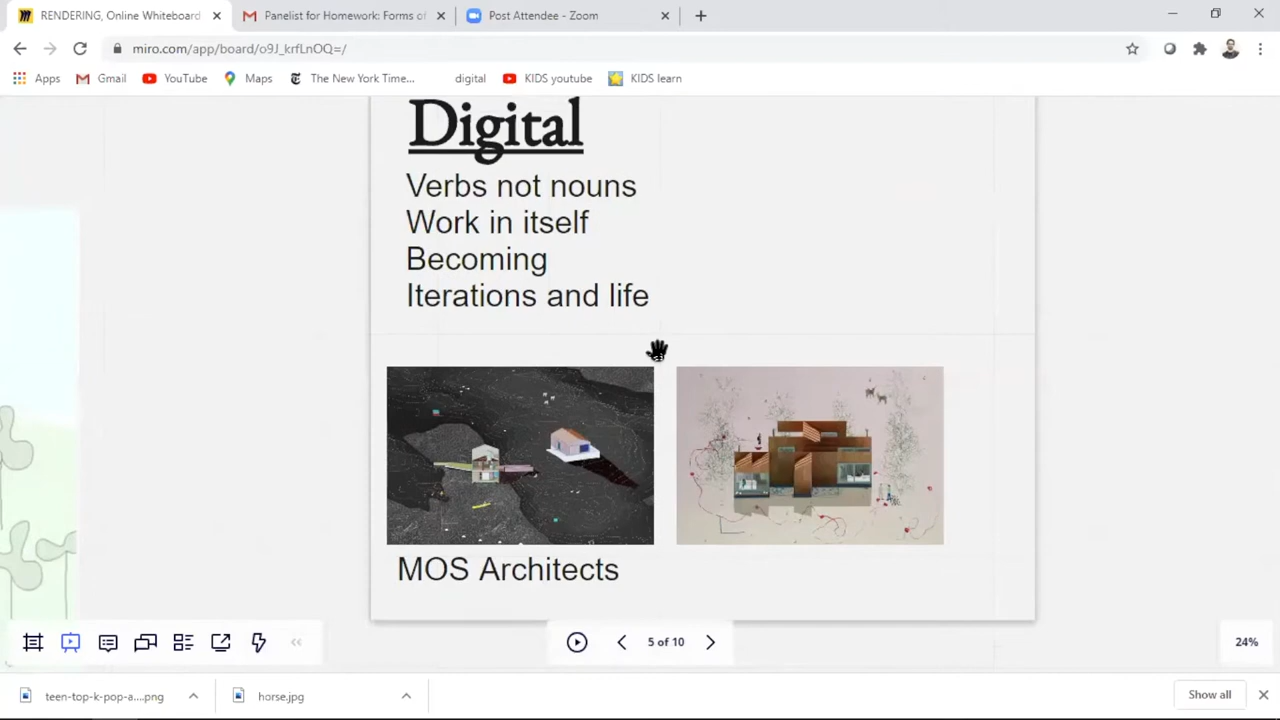 RENDERING, Online Whiteboard
Panelist for Homework: Forms of
Post Attendee - Zoom
miro.com/app/board/o9J_krfLnOQ=/
Apps
Gmail
YouTube
Maps
The New York Time...
digital
KIDS youtube
KIDS learn
Digital
Verbs not nouns
Work in itself
Becoming
Iterations and life
MOS Architects
5 of 10
24%
teen-top-k-pop-a....png
horse.jpg
Show all